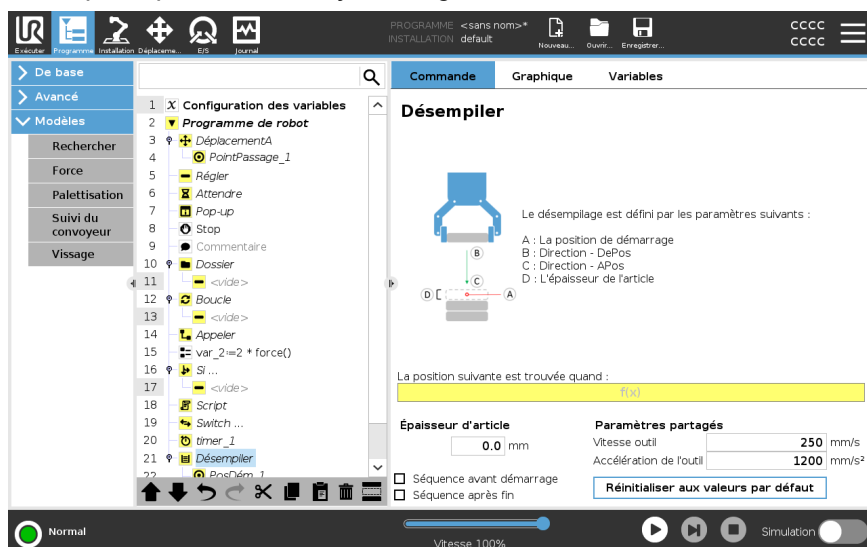 PROGRAMME <sans nom>*
INSTALLATION default
CCCC
CCCC
Exécuter
Programme
Installation
Déplaceme...
E/S
Journal
Nouveau...
Ouvrir...
Enregistrer...
De base
Avancé
Modèles
Rechercher
Force
Palettisation
Suivi du
convoyeur
Vissage
1 X Configuration des variables
2 Programme de robot
3 DéplacementA
4 PointPassage_1
5 Régler
6 Attendre
7 Pop-up
8 Stop
9 Commentaire
10 Dossier
11 <vide>
12 Boucle
13 <vide>
14 Appeler
15 var_2:=2 * force()
16 Si ...
17 <vide>
18 Script
19 Switch ...
20 timer_1
21 Désempiler
22 PosDém_1
Commande
Graphique
Variables
Désempiler
B
C
D
A
Le désempilage est défini par les paramètres suivants :
A : La position de démarrage
B : Direction - DePos
C : Direction - APos
D : L'épaisseur de l'article
La position suivante est trouvée quand :
f(x)
Épaisseur d'article
0.0 mm
Séquence avant démarrage
Séquence après fin
Paramètres partagés
Vitesse outil 250 mm/s
Accélération de l'outil 1200 mm/s²
Réinitialiser aux valeurs par défaut
Normal
Vitesse 100%
Simulation